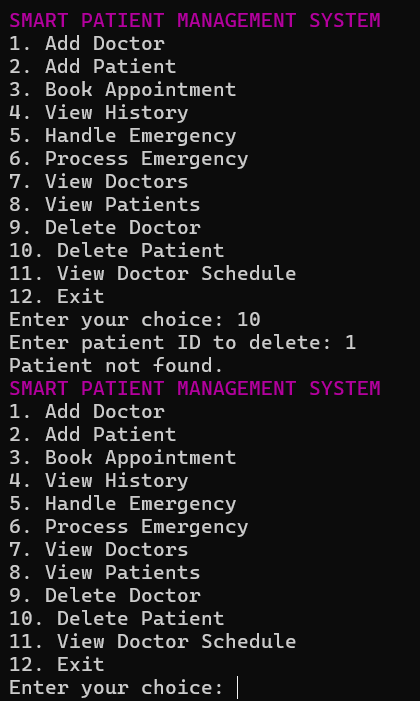 SMART PATIENT MANAGEMENT SYSTEM
1. Add Doctor
2. Add Patient
3. Book Appointment
4. View History
5. Handle Emergency
6. Process Emergency
7. View Doctors
8. View Patients
9. Delete Doctor
10. Delete Patient
11. View Doctor Schedule
12. Exit
Enter your choice: 10
Enter patient ID to delete: 1
Patient not found.
SMART PATIENT MANAGEMENT SYSTEM
1. Add Doctor
2. Add Patient
3. Book Appointment
4. View History
5. Handle Emergency
6. Process Emergency
7. View Doctors
8. View Patients
9. Delete Doctor
10. Delete Patient
11. View Doctor Schedule
12. Exit
Enter your choice: